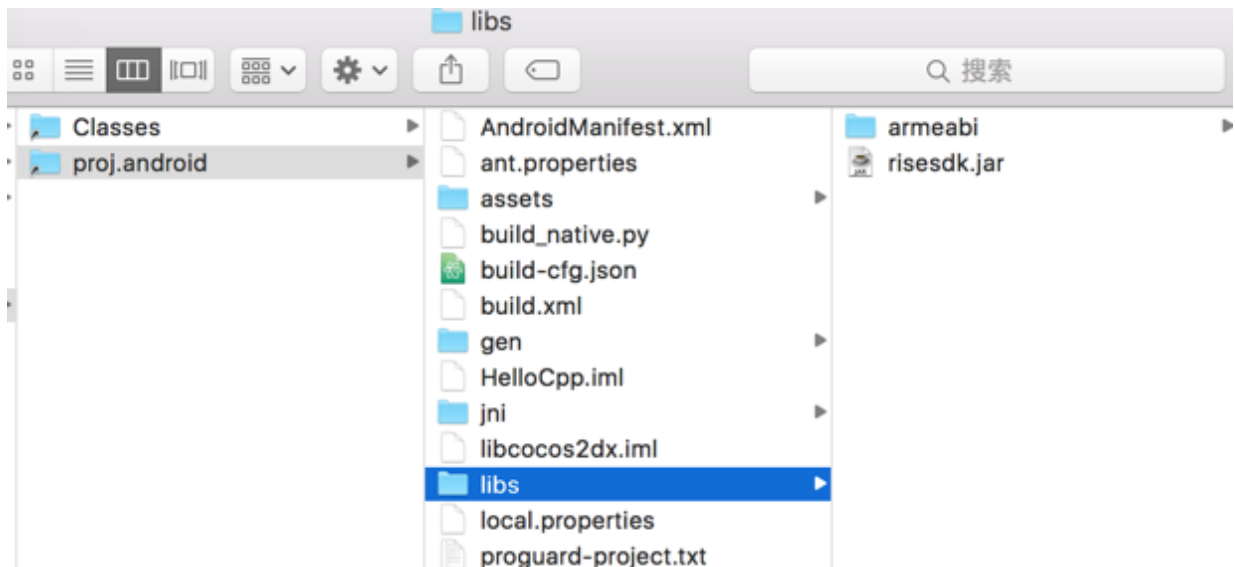 libs
搜索
Classes
proj.android
AndroidManifest.xml
ant.properties
assets
build_native.py
build-cfg.json
build.xml
gen
HelloCpp.iml
jni
libcocos2dx.iml
libs
local.properties
proguard-project.txt
armeabi
risesdk.jar